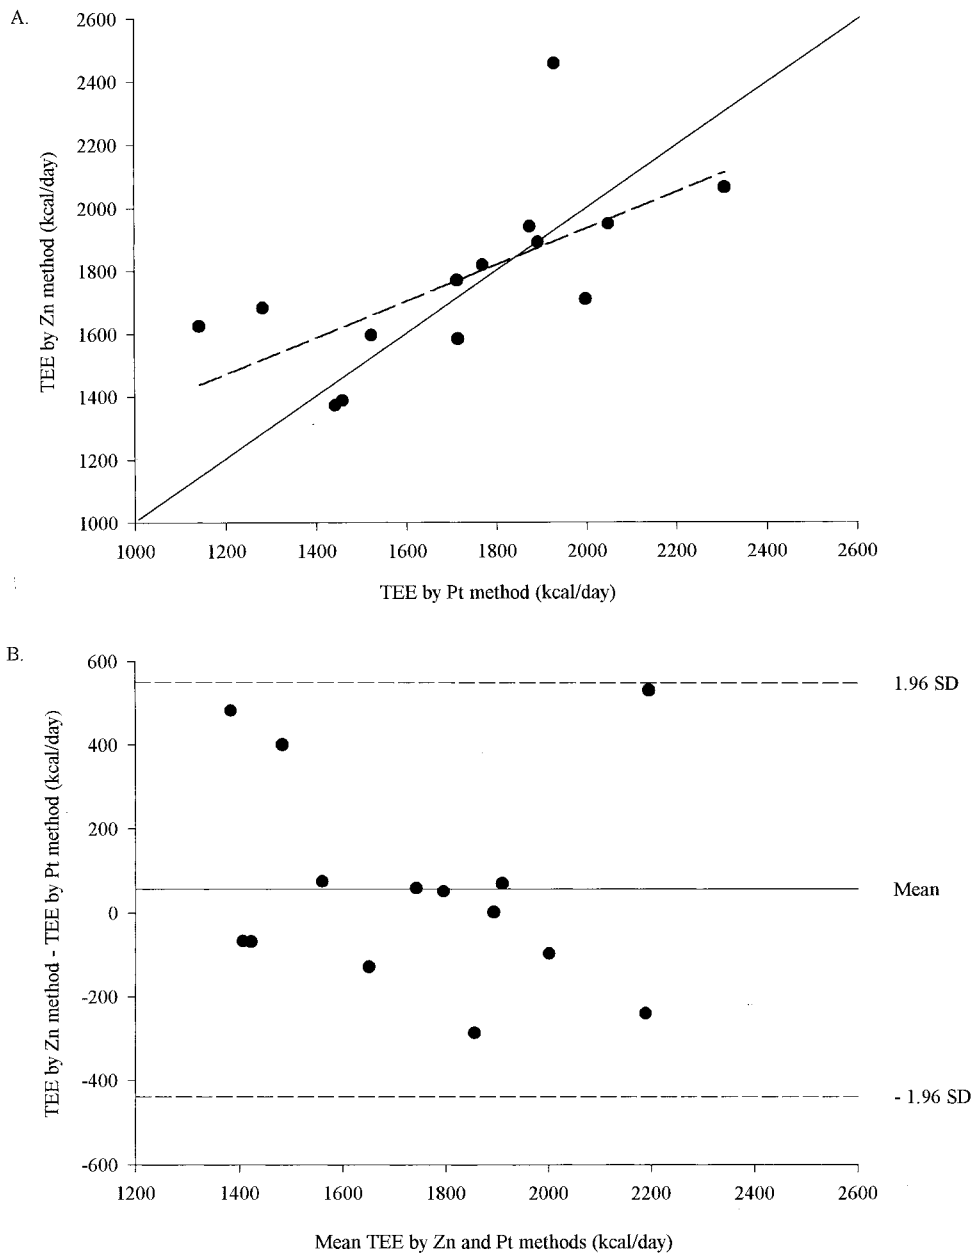 A.
2600
2400
2200
2000
1800
1600
1400
1200
1000
TEE by Zn method (kcal/day)
1000 1200 1400 1600 1800 2000 2200 2400 2600
TEE by Pt method (kcal/day)
B.
600
400
200
0
-200
-400
-600
TEE by Zn method - TEE by Pt method (kcal/day)
1.96 SD
Mean
- 1.96 SD
1200 1400 1600 1800 2000 2200 2400 2600
Mean TEE by Zn and Pt methods (kcal/day)